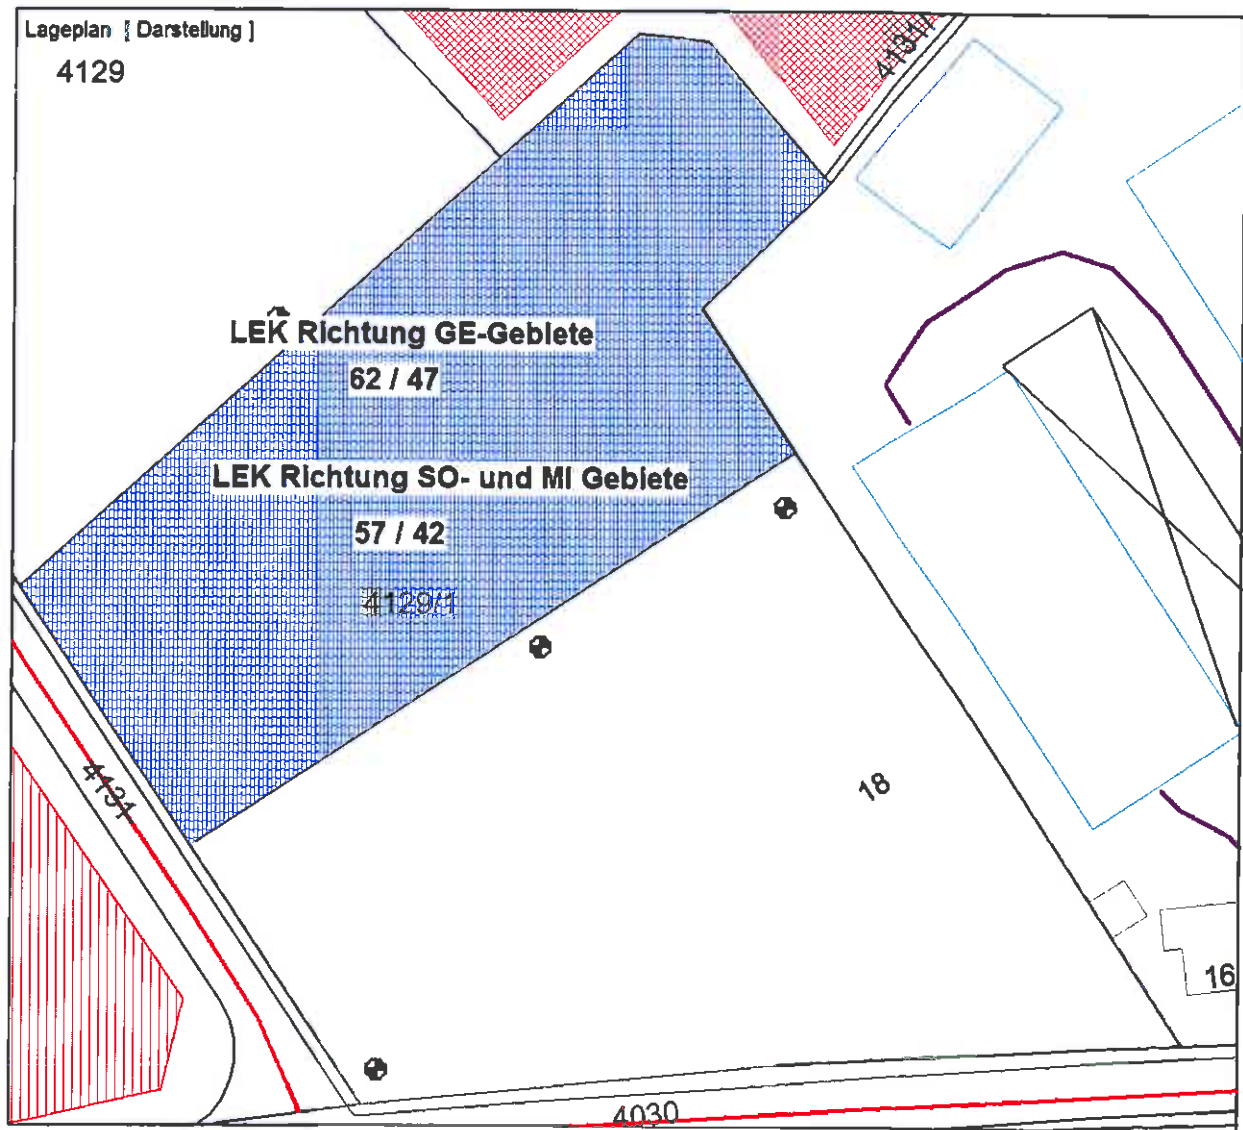 Lageplan [ Darstellung ]
4129
4131/
LEK Richtung GE-Gebiete
62 / 47
LEK Richtung SO- und MI Gebiete
57 / 42
4129/1
4131
18
16
4030